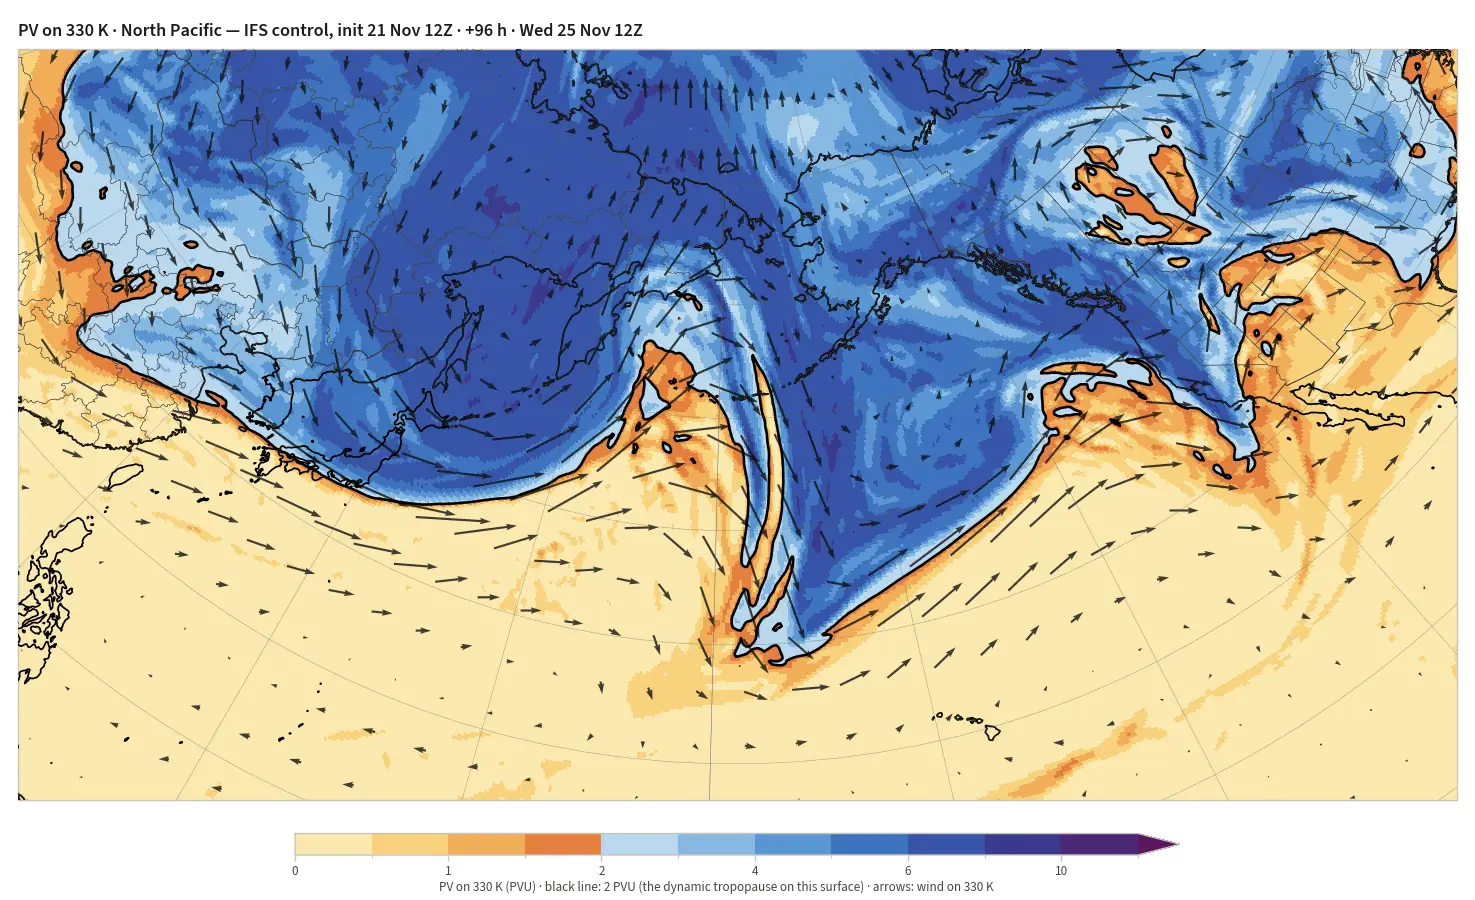 PV on 330 K · North Pacific — IFS control, init 21 Nov 12Z · +96 h · Wed 25 Nov 12Z
0 1 2 4 6 10
PV on 330 K (PVU) · black line: 2 PVU (the dynamic tropopause on this surface) · arrows: wind on 330 K